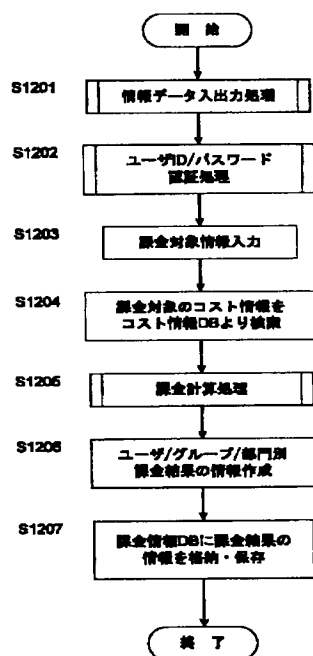 開 始
S1201
情報データ入出力処理
S1202
ユーザID/パスワード
認証処理
S1203
課金対象情報入力
S1204
課金対象のコスト情報を
コスト情報DBより検索
S1205
課金計算処理
S1206
ユーザ/グループ/部門別
課金結果の情報作成
S1207
課金情報DBに課金結果の
情報を格納・保存
終 了